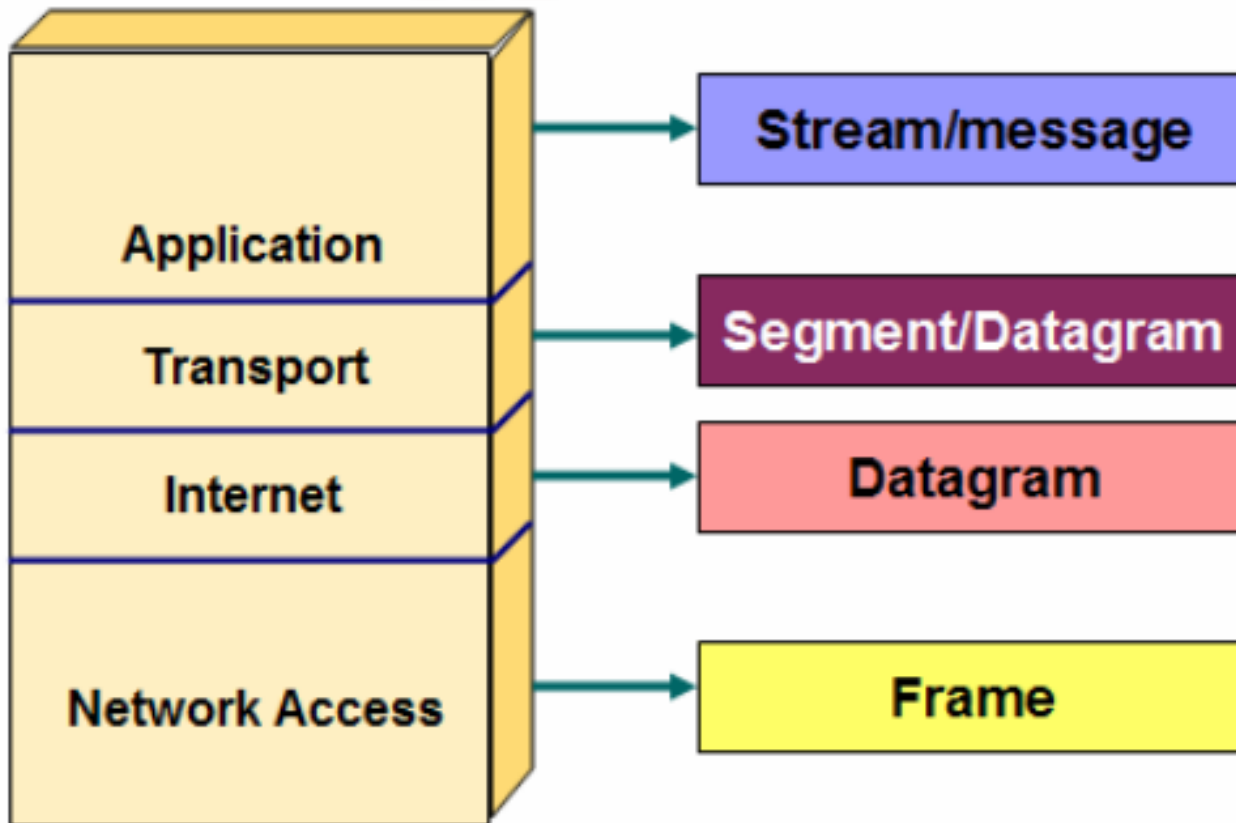 Application
Transport
Internet
Network Access
Stream/message
Segment/Datagram
Datagram
Frame